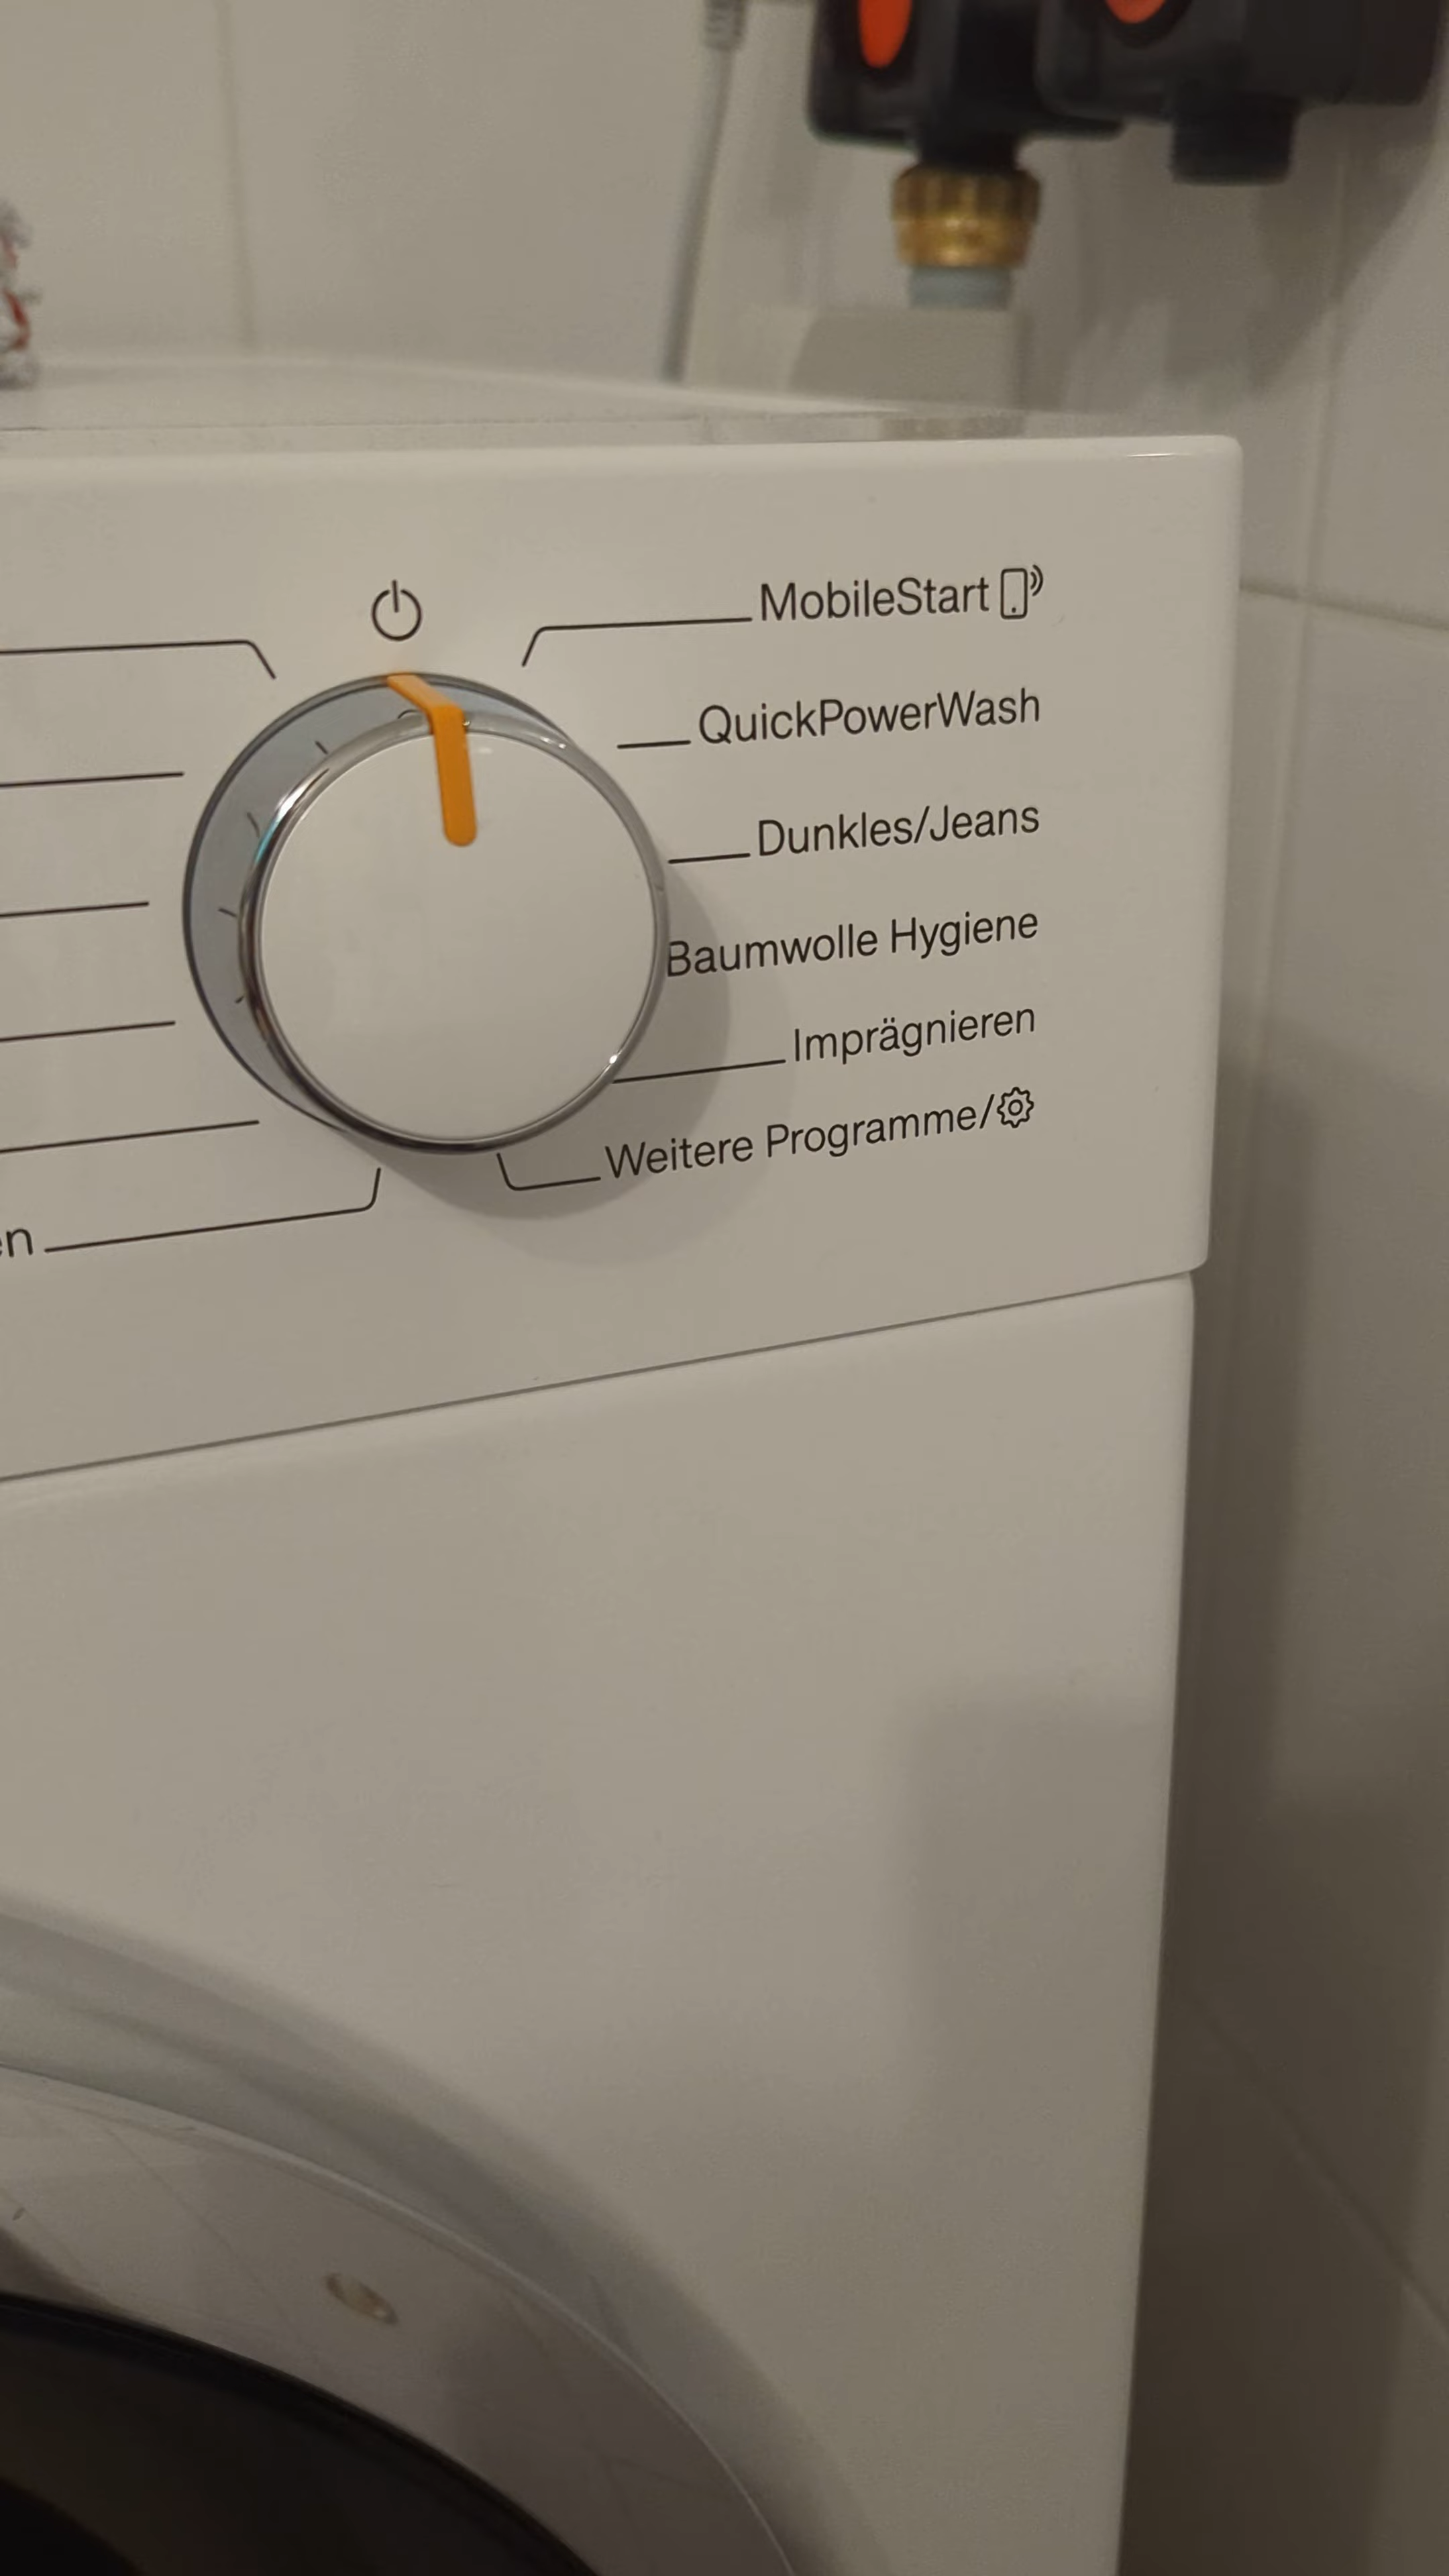 MobileStart
QuickPowerWash
Dunkles/Jeans
Baumwolle Hygiene
Imprägnieren
Weitere Programme/